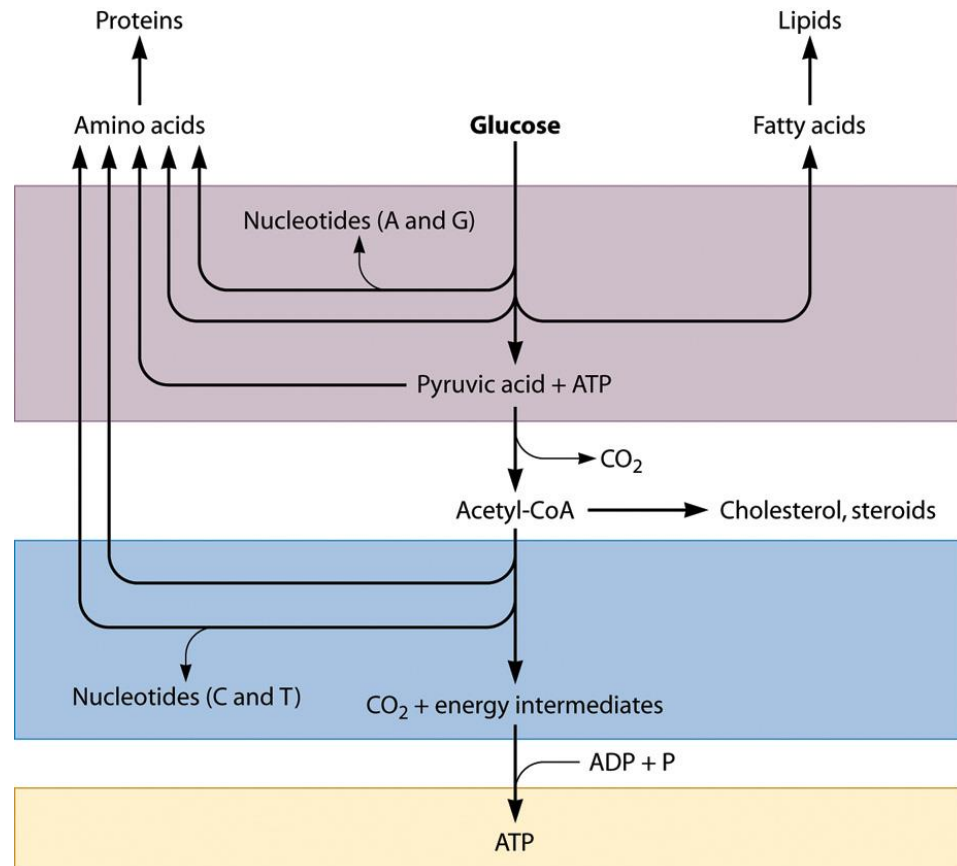 Proteins
Lipids
Amino acids
Glucose
Fatty acids
Nucleotides (A and G)
Pyruvic acid + ATP
CO₂
Acetyl-CoA
Cholesterol, steroids
Nucleotides (C and T)
CO₂ + energy intermediates
ADP + P
ATP